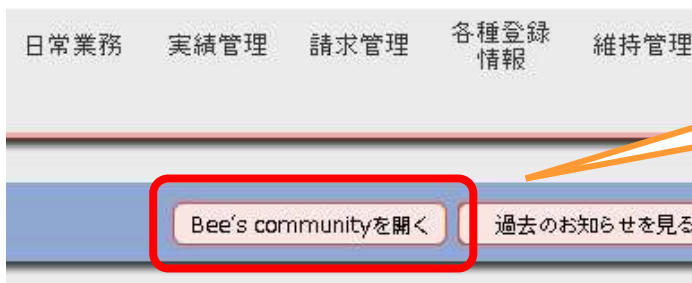 日常業務 実績管理 請求管理 各種登録 維持管理
情報
Bee's communityを開く 過去のお知らせを見る